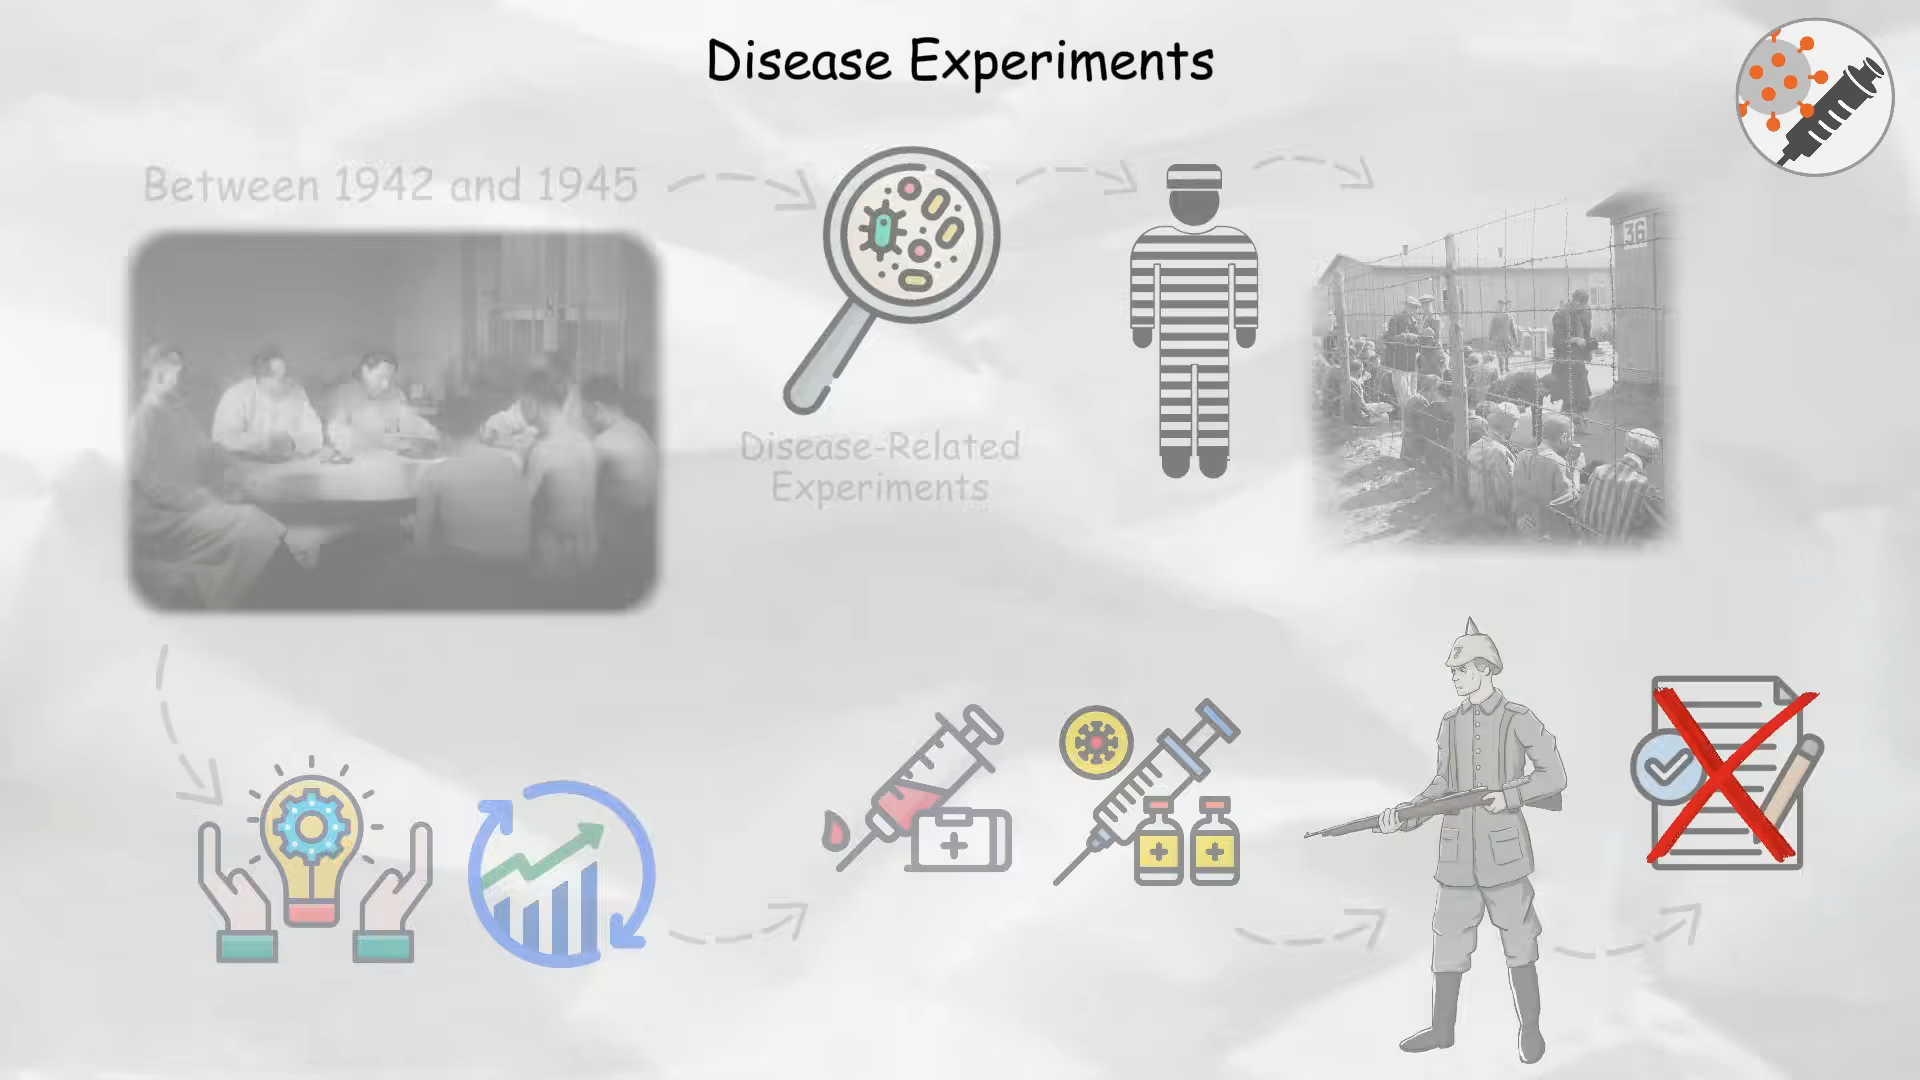 Disease Experiments
Between 1942 and 1945
Disease-Related
Experiments
36